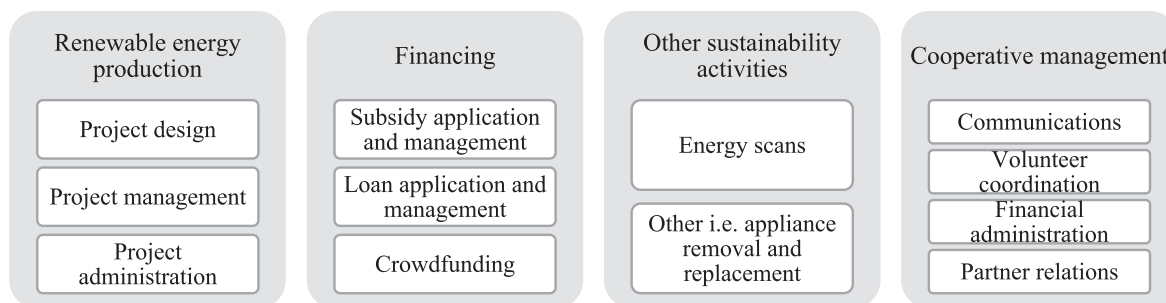 Renewable energy
production
Project design
Project management
Project
administration
Financing
Subsidy application
and management
Loan application and
management
Crowdfunding
Other sustainability
activities
Energy scans
Other i.e. appliance
removal and
replacement
Cooperative management
Communications
Volunteer
coordination
Financial
administration
Partner relations